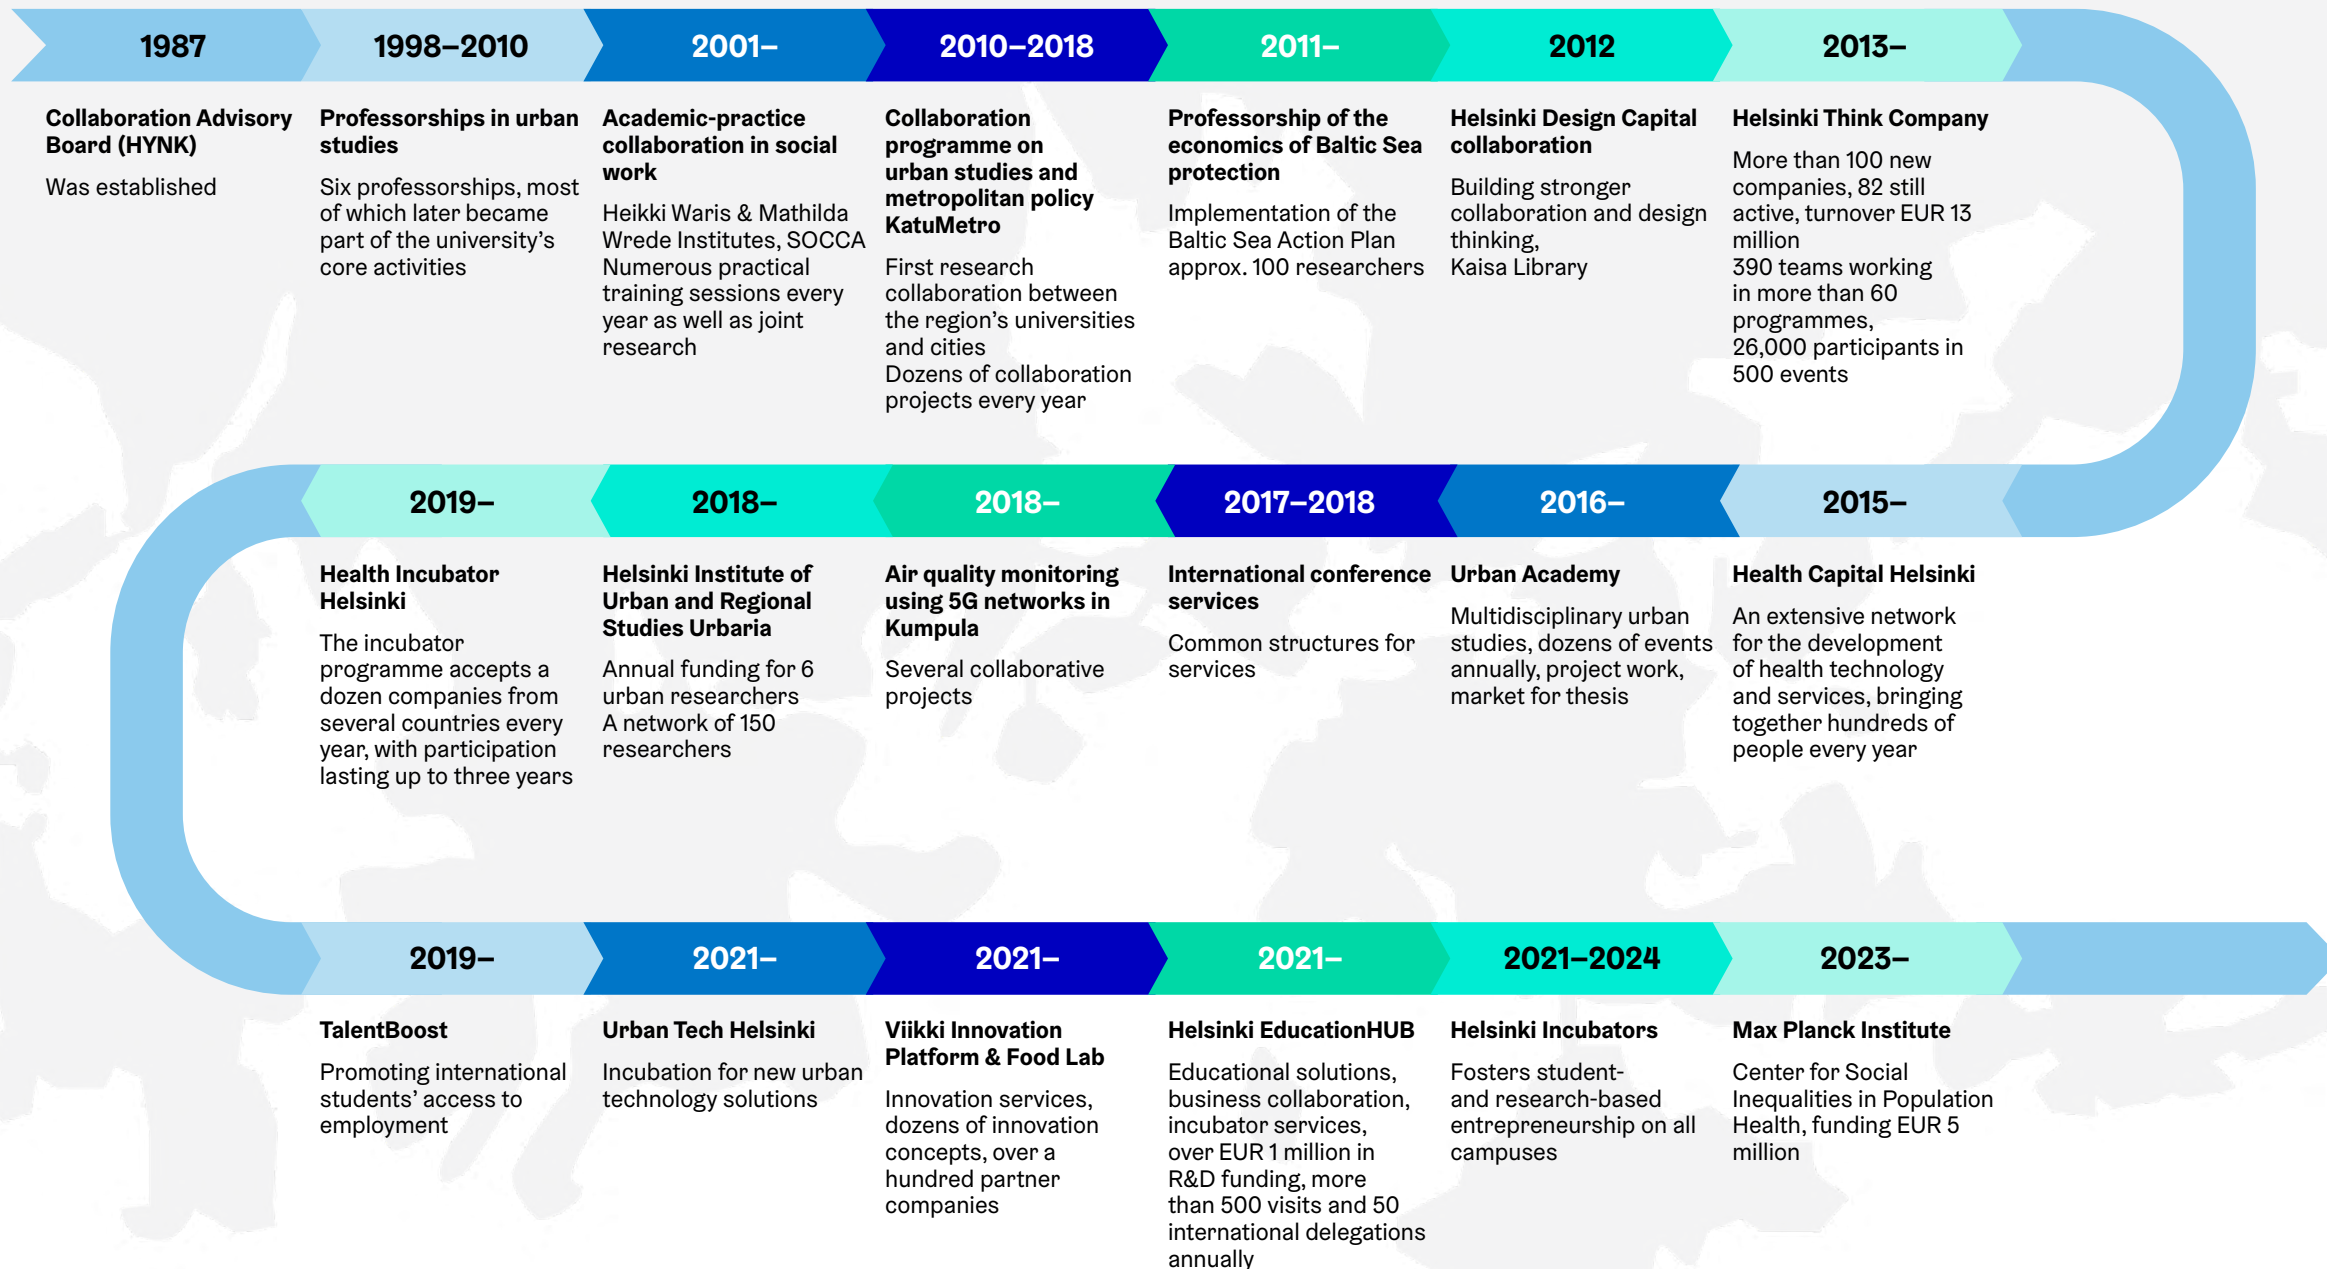 1987
Collaboration Advisory
Board (HYNK)
Was established
1998–2010
Professorships in urban
studies
Six professorships, most
of which later became
part of the university's
core activities
2001–
Academic-practice
collaboration in social
work
Heikki Waris & Mathilda
Wrede Institutes, SOCCA
Numerous practical
training sessions every
year as well as joint
research
2010–2018
Collaboration
programme on
urban studies and
metropolitan policy
KatuMetro
First research
collaboration between
the region's universities
and cities
Dozens of collaboration
projects every year
2011–
Professorship of the
economics of Baltic Sea
protection
Implementation of the
Baltic Sea Action Plan
approx. 100 researchers
2012
Helsinki Design Capital
collaboration
Building stronger
collaboration and design
thinking,
Kaisa Library
2013–
Helsinki Think Company
More than 100 new
companies, 82 still
active, turnover EUR 13
million
390 teams working
in more than 60
programmes,
26,000 participants in
500 events
2015–
Health Capital Helsinki
An extensive network
for the development
of health technology
and services, bringing
together hundreds of
people every year
2016–
Urban Academy
Multidisciplinary urban
studies, dozens of events
annually, project work,
market for thesis
2017–2018
International conference
services
Common structures for
services
2018–
Air quality monitoring
using 5G networks in
Kumpula
Several collaborative
projects
2018–
Helsinki Institute of
Urban and Regional
Studies Urbaria
Annual funding for 6
urban researchers
A network of 150
researchers
2019–
Health Incubator
Helsinki
The incubator
programme accepts a
dozen companies from
several countries every
year, with participation
lasting up to three years
2019–
TalentBoost
Promoting international
students' access to
employment
2021–
Urban Tech Helsinki
Incubation for new urban
technology solutions
2021–
Viikki Innovation
Platform & Food Lab
Innovation services,
dozens of innovation
concepts, over a
hundred partner
companies
2021–
Helsinki EducationHUB
Educational solutions,
business collaboration,
incubator services,
over EUR 1 million in
R&D funding, more
than 500 visits and 50
international delegations
annually
2021–2024
Helsinki Incubators
Fosters student-
and research-based
entrepreneurship on all
campuses
2023–
Max Planck Institute
Center for Social
Inequalities in Population
Health, funding EUR 5
million